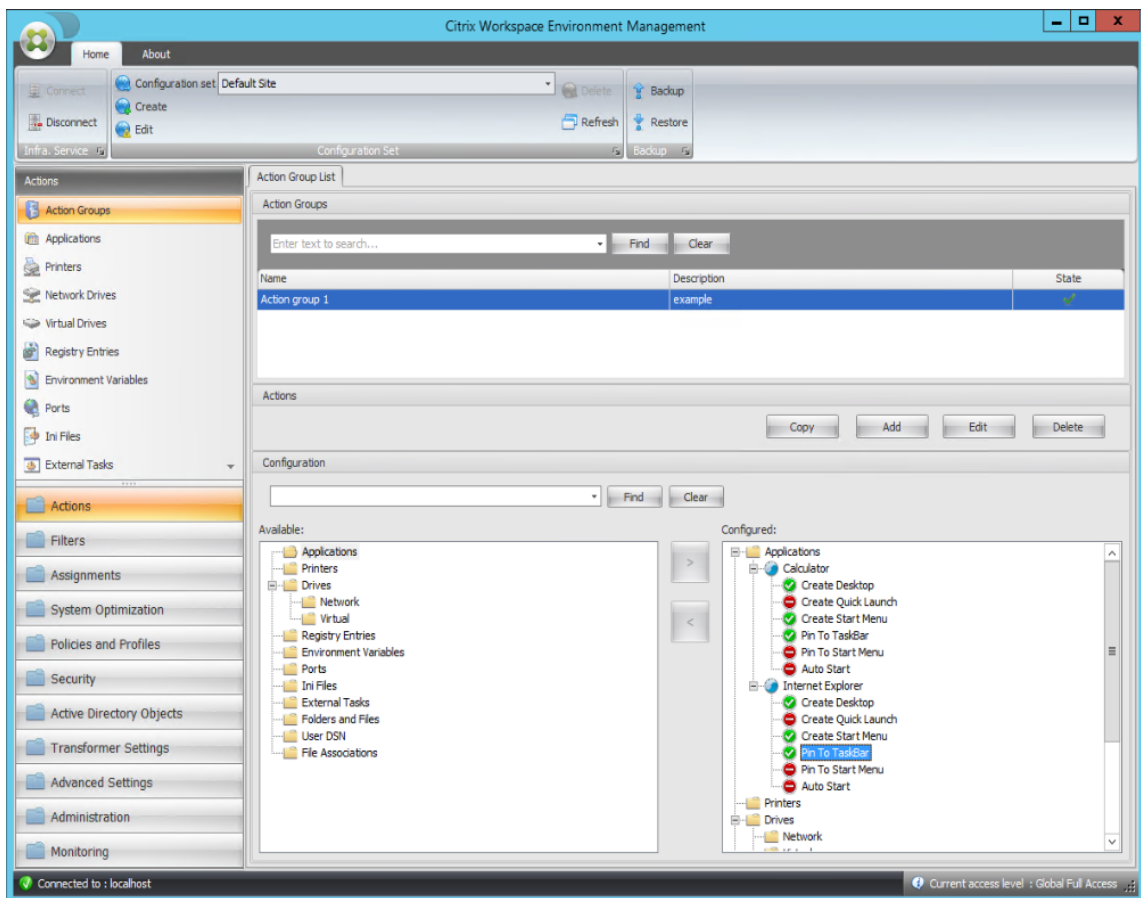 Citrix Workspace Environment Management
Home About
Connect
Disconnect
Infra. Service
Configuration set Default Site
Create
Edit
Delete
Refresh
Configuration Set
Backup
Restore
Backup
Actions
Action Groups
Applications
Printers
Network Drives
Virtual Drives
Registry Entries
Environment Variables
Ports
Ini Files
External Tasks
Actions
Filters
Assignments
System Optimization
Policies and Profiles
Security
Active Directory Objects
Transformer Settings
Advanced Settings
Administration
Monitoring
Action Group List
Action Groups
Enter text to search... Find Clear
Name Description State
Action group 1 example
Actions
Copy Add Edit Delete
Configuration
Find Clear
Available:
Applications
Printers
Drives
Network
Virtual
Registry Entries
Environment Variables
Ports
Ini Files
External Tasks
Folders and Files
User DSN
File Associations
>
<
Configured:
Applications
Calculator
Create Desktop
Create Quick Launch
Create Start Menu
Pin To TaskBar
Pin To Start Menu
Auto Start
Internet Explorer
Create Desktop
Create Quick Launch
Create Start Menu
Pin To TaskBar
Pin To Start Menu
Auto Start
Printers
Drives
Network
Connected to : localhost
Current access level : Global Full Access